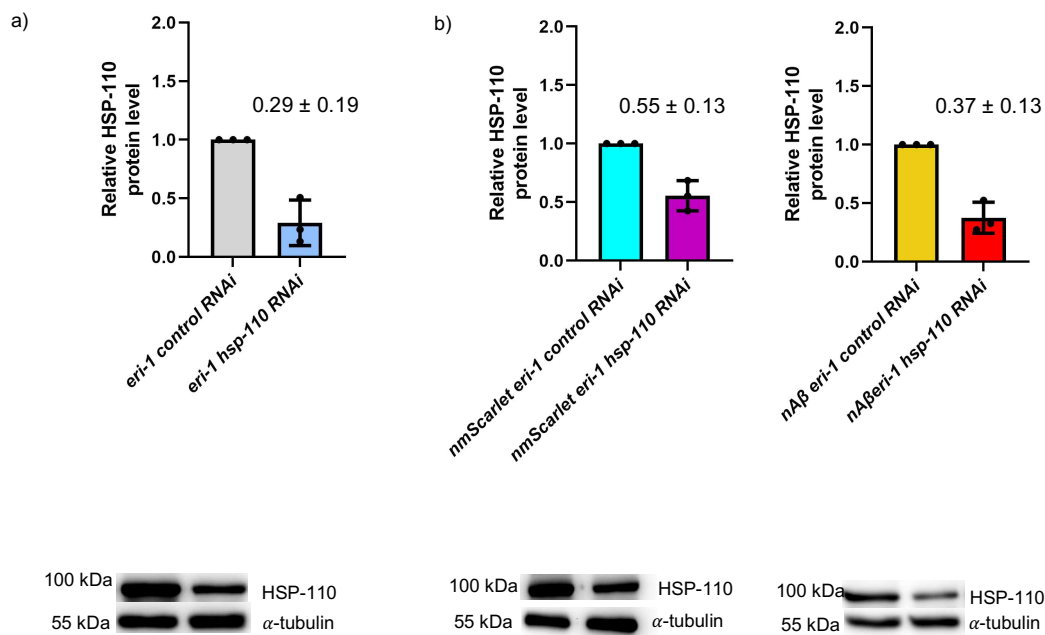 a)
Relative HSP-110
protein level
2.0
1.5
1.0
0.5
0.0
0.29 ± 0.19
eri-1 control RNAi
eri-1 hsp-110 RNAi
100 kDa
HSP-110
55 kDa
α-tubulin
b)
Relative HSP-110
protein level
2.0
1.5
1.0
0.5
0.0
0.55 ± 0.13
nmScarlet eri-1 control RNAi
nmScarlet eri-1 hsp-110 RNAi
100 kDa
HSP-110
55 kDa
α-tubulin
Relative HSP-110
protein level
2.0
1.5
1.0
0.5
0.0
0.37 ± 0.13
nAβ eri-1 control RNAi
nAβeri-1 hsp-110 RNAi
100 kDa
HSP-110
55 kDa
α-tubulin